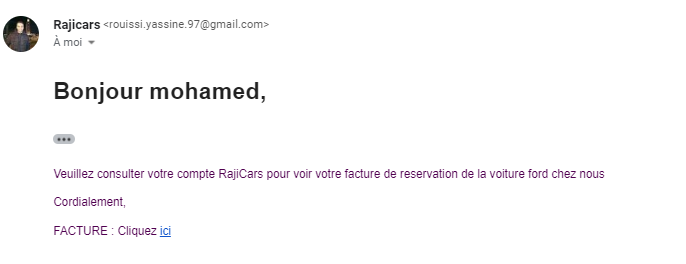 Rajicars <rouissi.yassine.97@gmail.com>
À moi
Bonjour mohamed,
Veuillez consulter votre compte RajiCars pour voir votre facture de reservation de la voiture ford chez nous
Cordialement,
FACTURE : Cliquez ici